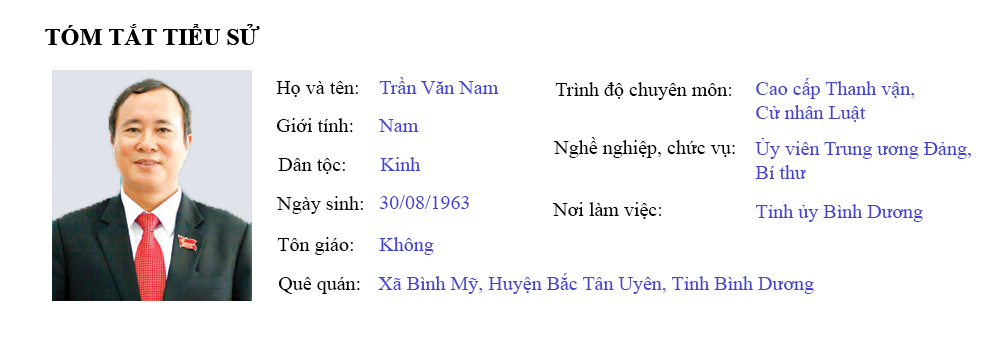 TÓM TẮT TIỂU SỬ
Họ và tên: Trần Văn Nam
Giới tính: Nam
Dân tộc: Kinh
Ngày sinh: 30/08/1963
Tôn giáo: Không
Quê quán: Xã Bình Mỹ, Huyện Bắc Tân Uyên, Tỉnh Bình Dương
Trình độ chuyên môn: Cao cấp Thanh vận,
Cử nhân Luật
Nghề nghiệp, chức vụ: Ủy viên Trung ương Đảng,
Bí thư
Nơi làm việc: Tỉnh ủy Bình Dương